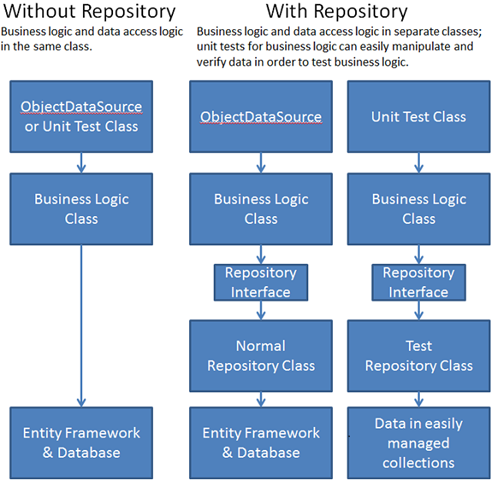 Without Repository
Business logic and data access logic
in the same class.
With Repository
Business logic and data access logic in separate classes;
unit tests for business logic can easily manipulate and
verify data in order to test business logic.
ObjectDataSource
or Unit Test Class
Business Logic
Class
Entity Framework
& Database
ObjectDataSource
Business Logic
Class
Repository
Interface
Normal
Repository Class
Entity Framework
& Database
Unit Test Class
Business Logic
Class
Repository
Interface
Test
Repository Class
Data in easily
managed
collections